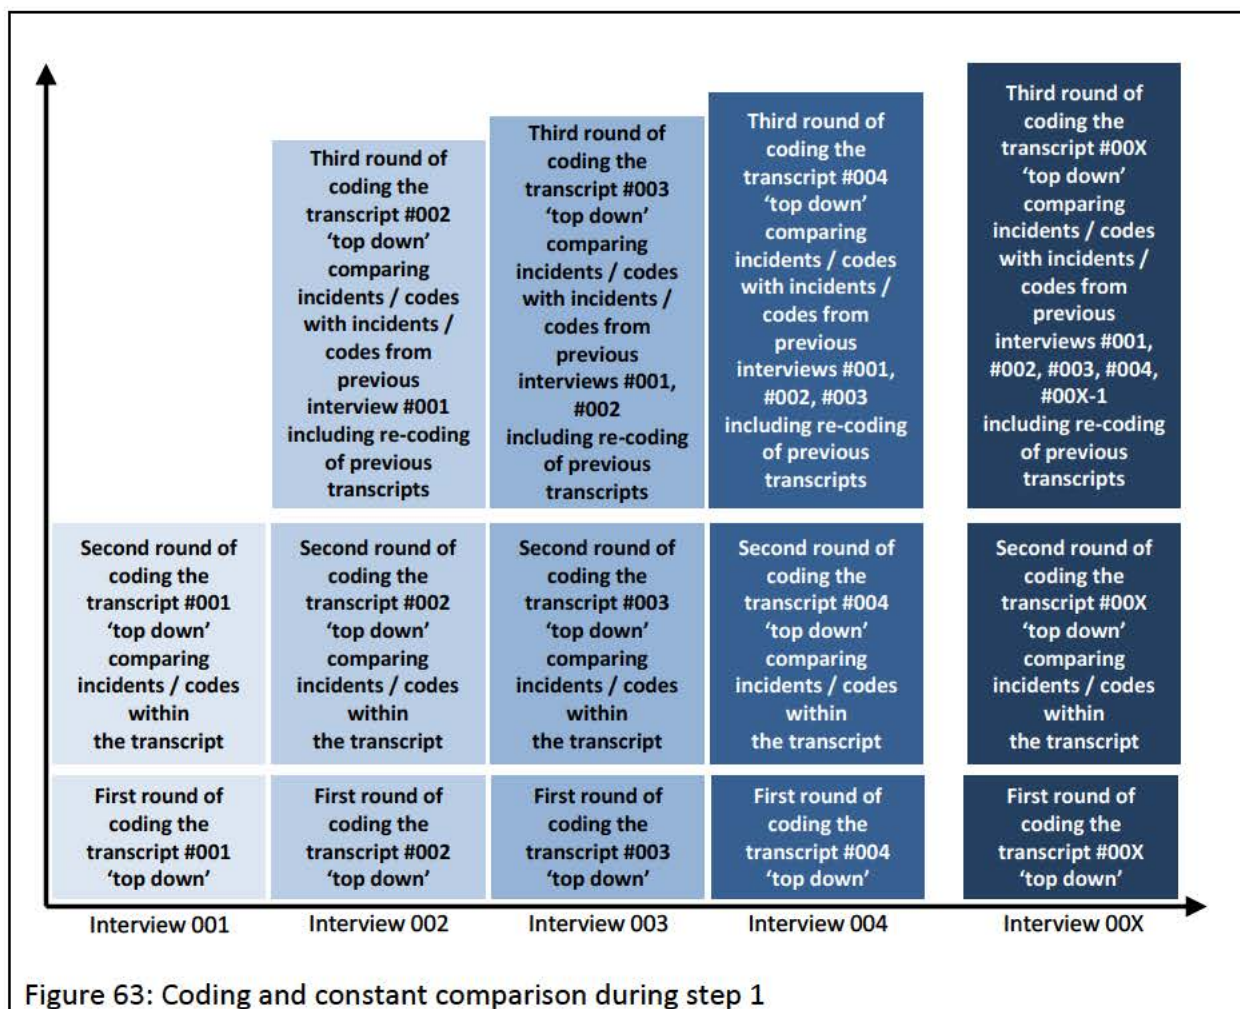 Third round of
coding the
transcript #002
‘top down’
comparing
incidents / codes
with incidents /
codes from
previous
interview #001
including re-coding
of previous
transcripts
Third round of
coding the
transcript #003
‘top down’
comparing
incidents / codes
with incidents /
codes from
previous
interviews #001,
#002
including re-coding
of previous
transcripts
Third round of
coding the
transcript #004
‘top down’
comparing
incidents / codes
with incidents /
codes from
previous
interviews #001,
#002, #003
including re-coding
of previous
transcripts
Third round of
coding the
transcript #00X
‘top down’
comparing
incidents / codes
with incidents /
codes from
previous
interviews #001,
#002, #003, #004,
#00X-1
including re-coding
of previous
transcripts
Second round of
coding the
transcript #001
‘top down’
comparing
incidents / codes
within
the transcript
Second round of
coding the
transcript #002
‘top down’
comparing
incidents / codes
within
the transcript
Second round of
coding the
transcript #003
‘top down’
comparing
incidents / codes
within
the transcript
Second round of
coding the
transcript #004
‘top down’
comparing
incidents / codes
within
the transcript
Second round of
coding the
transcript #00X
‘top down’
comparing
incidents / codes
within
the transcript
First round of
coding the
transcript #001
‘top down’
First round of
coding the
transcript #002
‘top down’
First round of
coding the
transcript #003
‘top down’
First round of
coding the
transcript #004
‘top down’
First round of
coding the
transcript #00X
‘top down’
Interview 001
Interview 002
Interview 003
Interview 004
Interview 00X
Figure 63: Coding and constant comparison during step 1